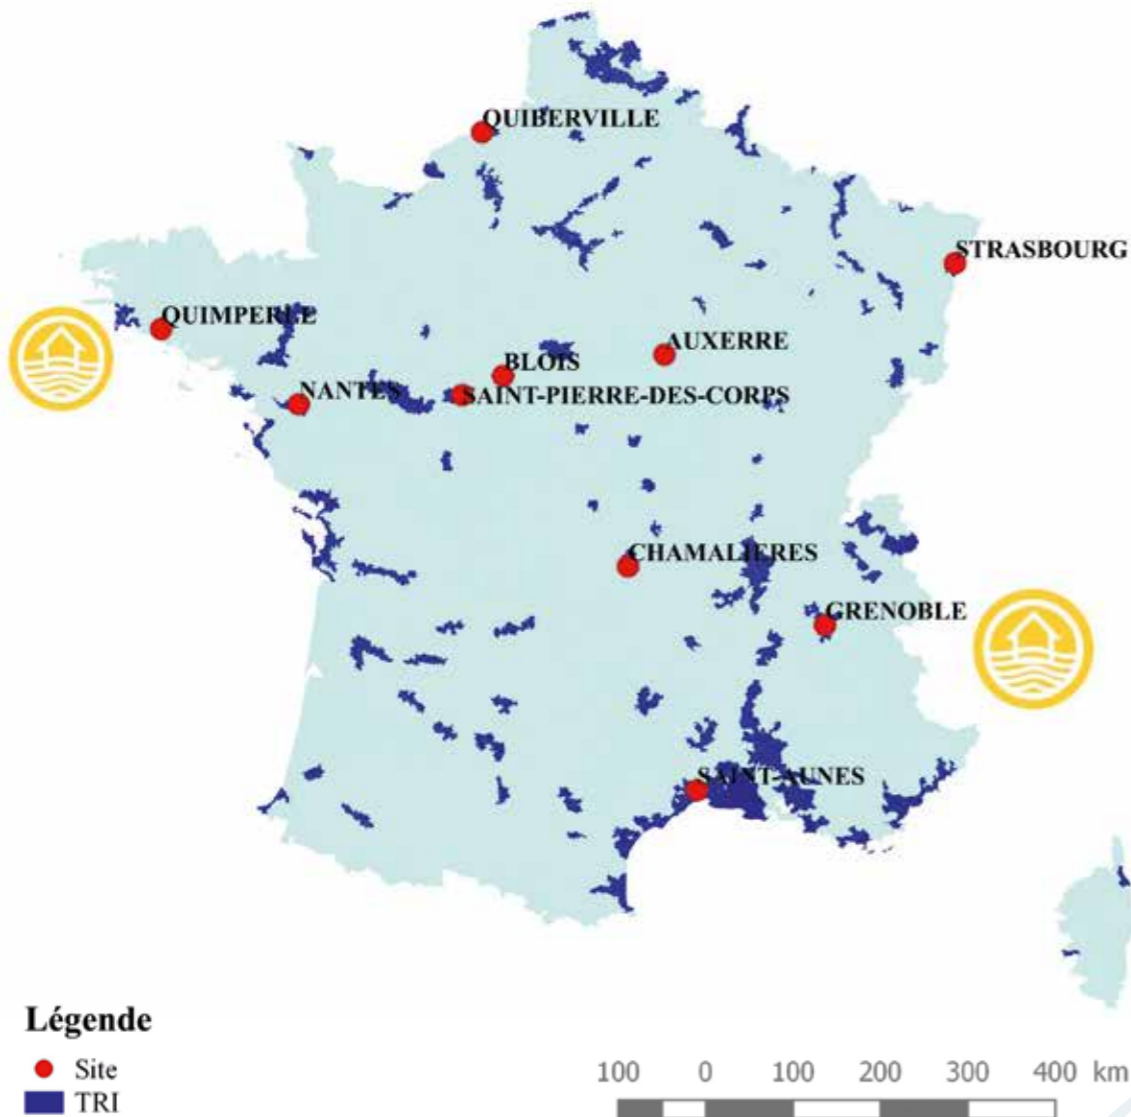 QUIBERVILLE
STRASBOURG
QUIMPERLE
AUXERRE
BLOIS
NANTES
SAINT-PIERRE-DES-CORPS
CHAMALIERES
GRENOBLE
SAINT-AUNES
Légende
Site
TRI
100 0 100 200 300 400 km